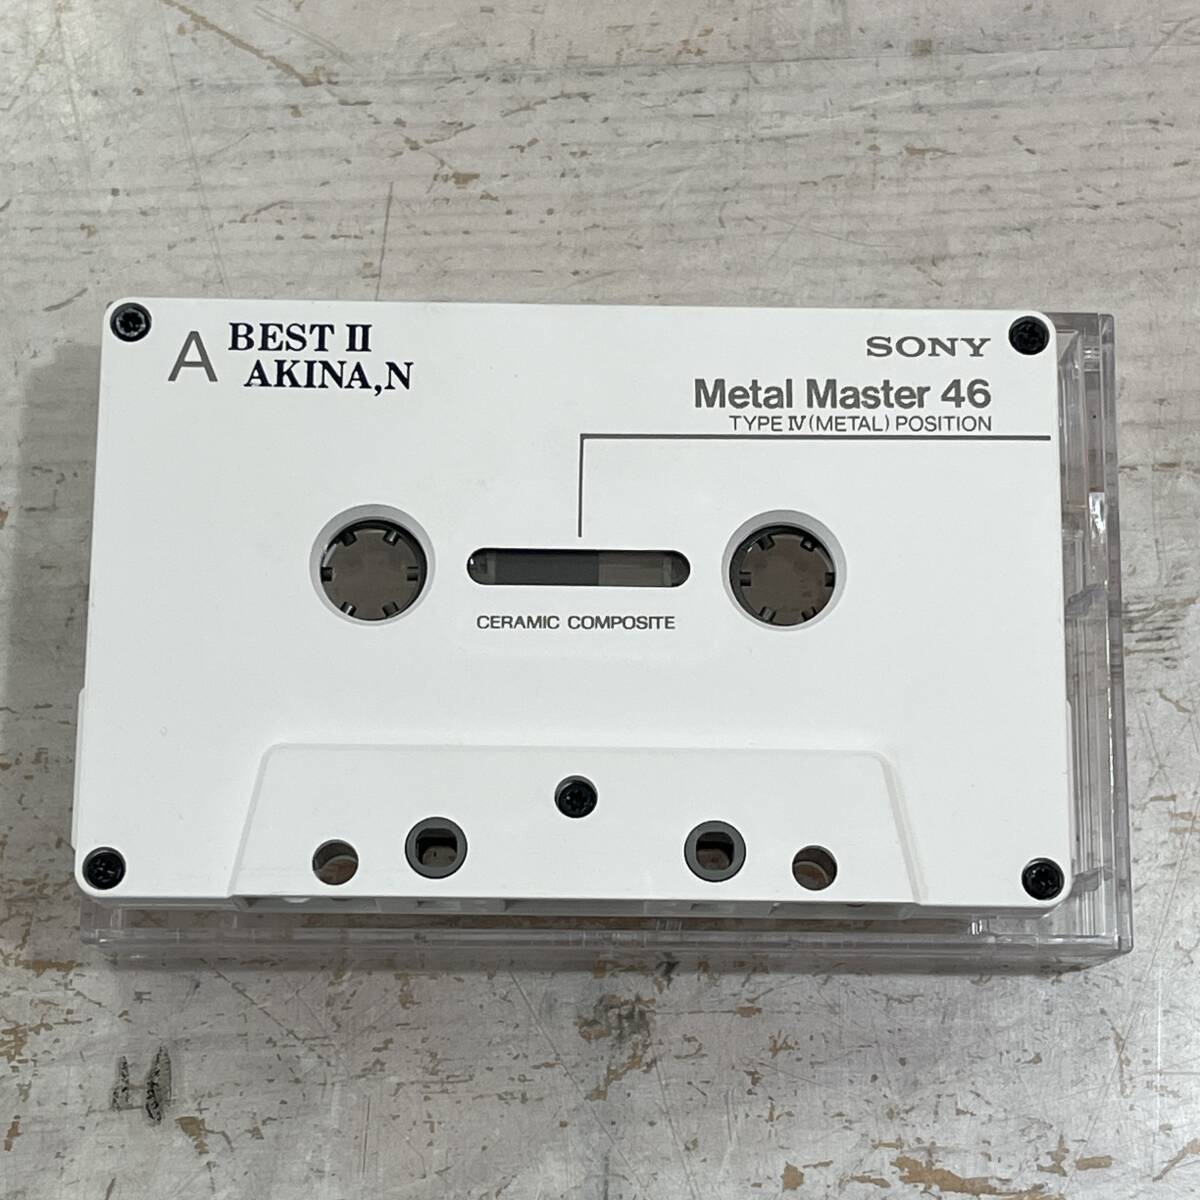 A
BEST II
AKINA,N
SONY
Metal Master 46
TYPE IV (METAL) POSITION
CERAMIC COMPOSITE